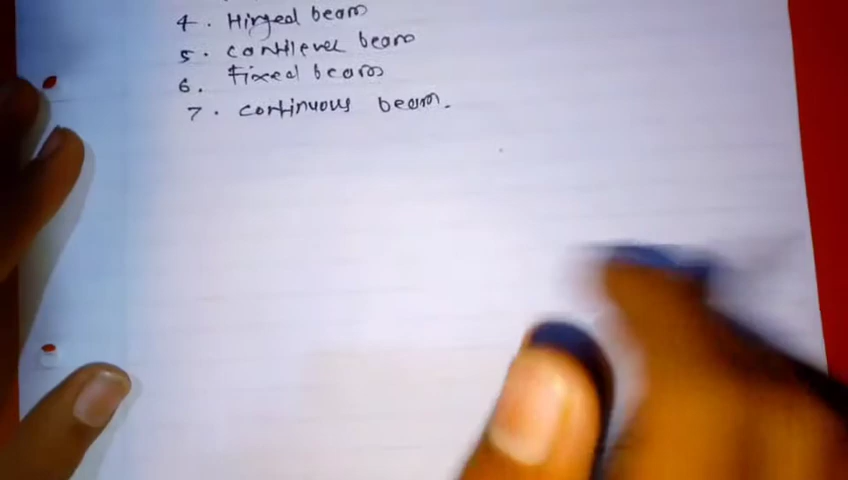 4. Hinged beam
5. cantilever beam
6. Fixed beam
7. continuous beam.